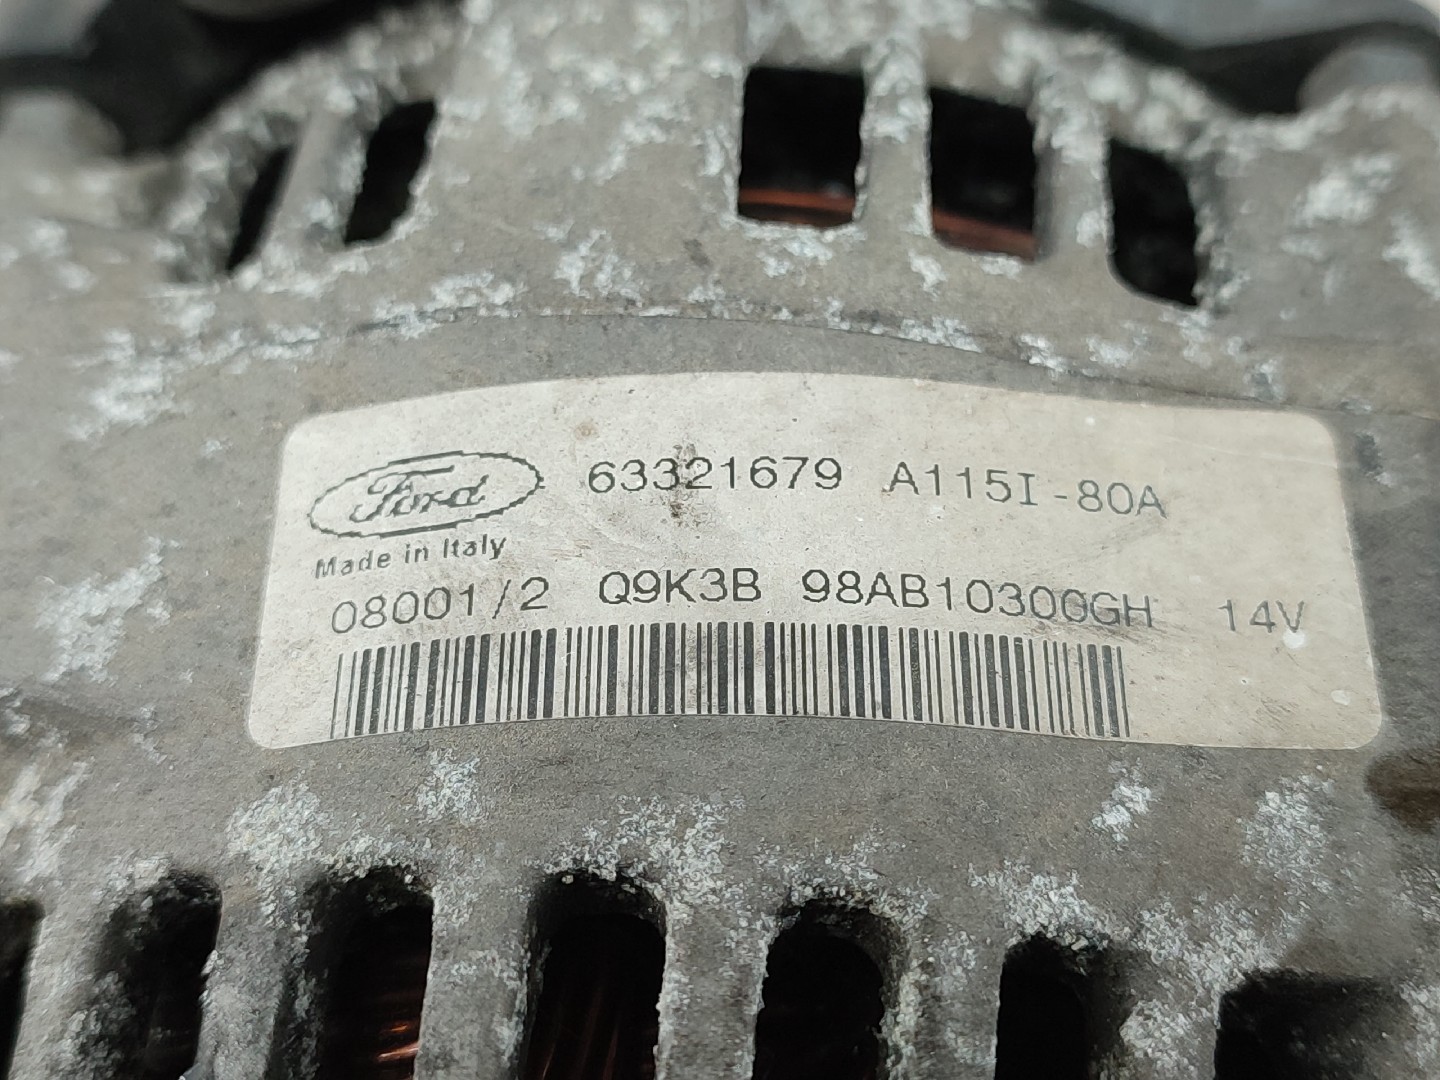 Ford 63321679 A115I-80A
Made in Italy
08001/2 Q9K3B 98AB10300GH 14V